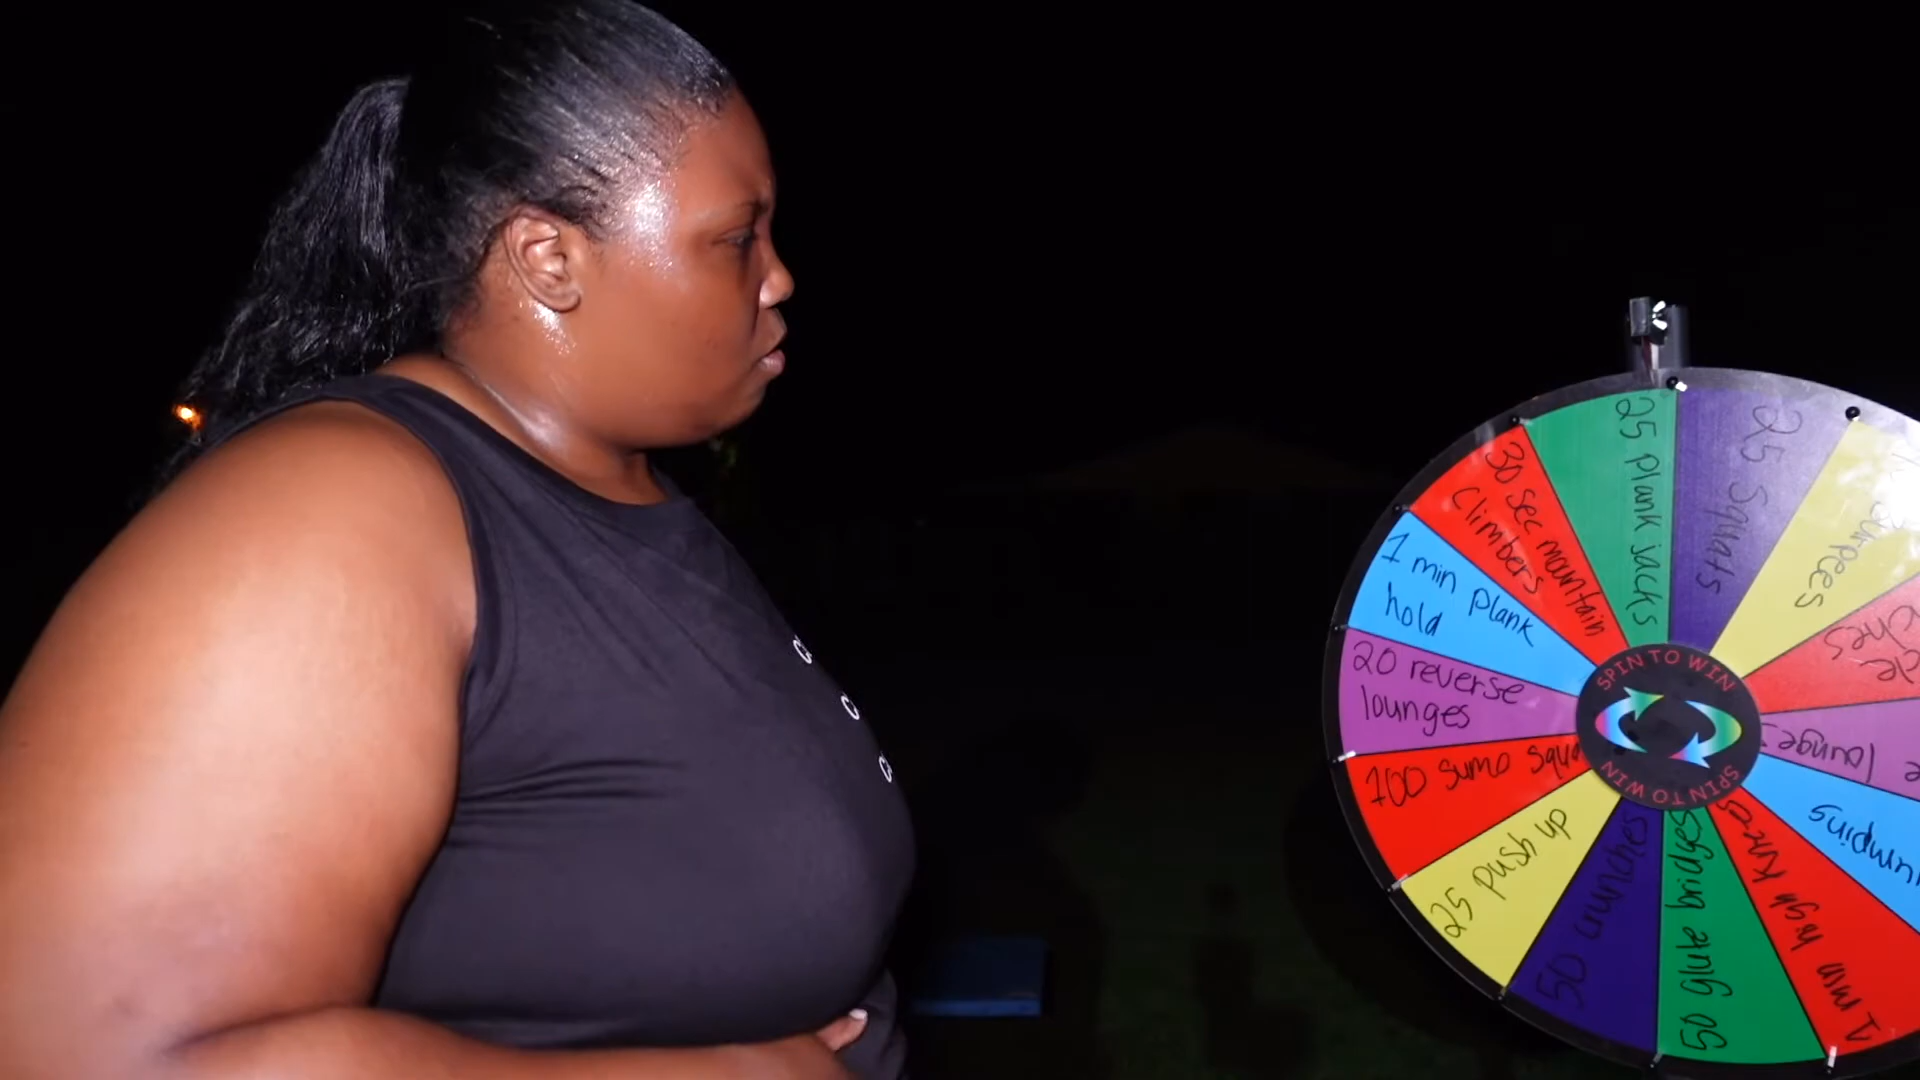 25 plank jacks
25 squats
burpees
30 sec mountain
climbers
1 min plank
hold
20 reverse
lounges
100 sumo squa
25 push up
50 crunches
50 glute bridges
1 min high knees
SPIN TO WIN
SPIN TO WIN